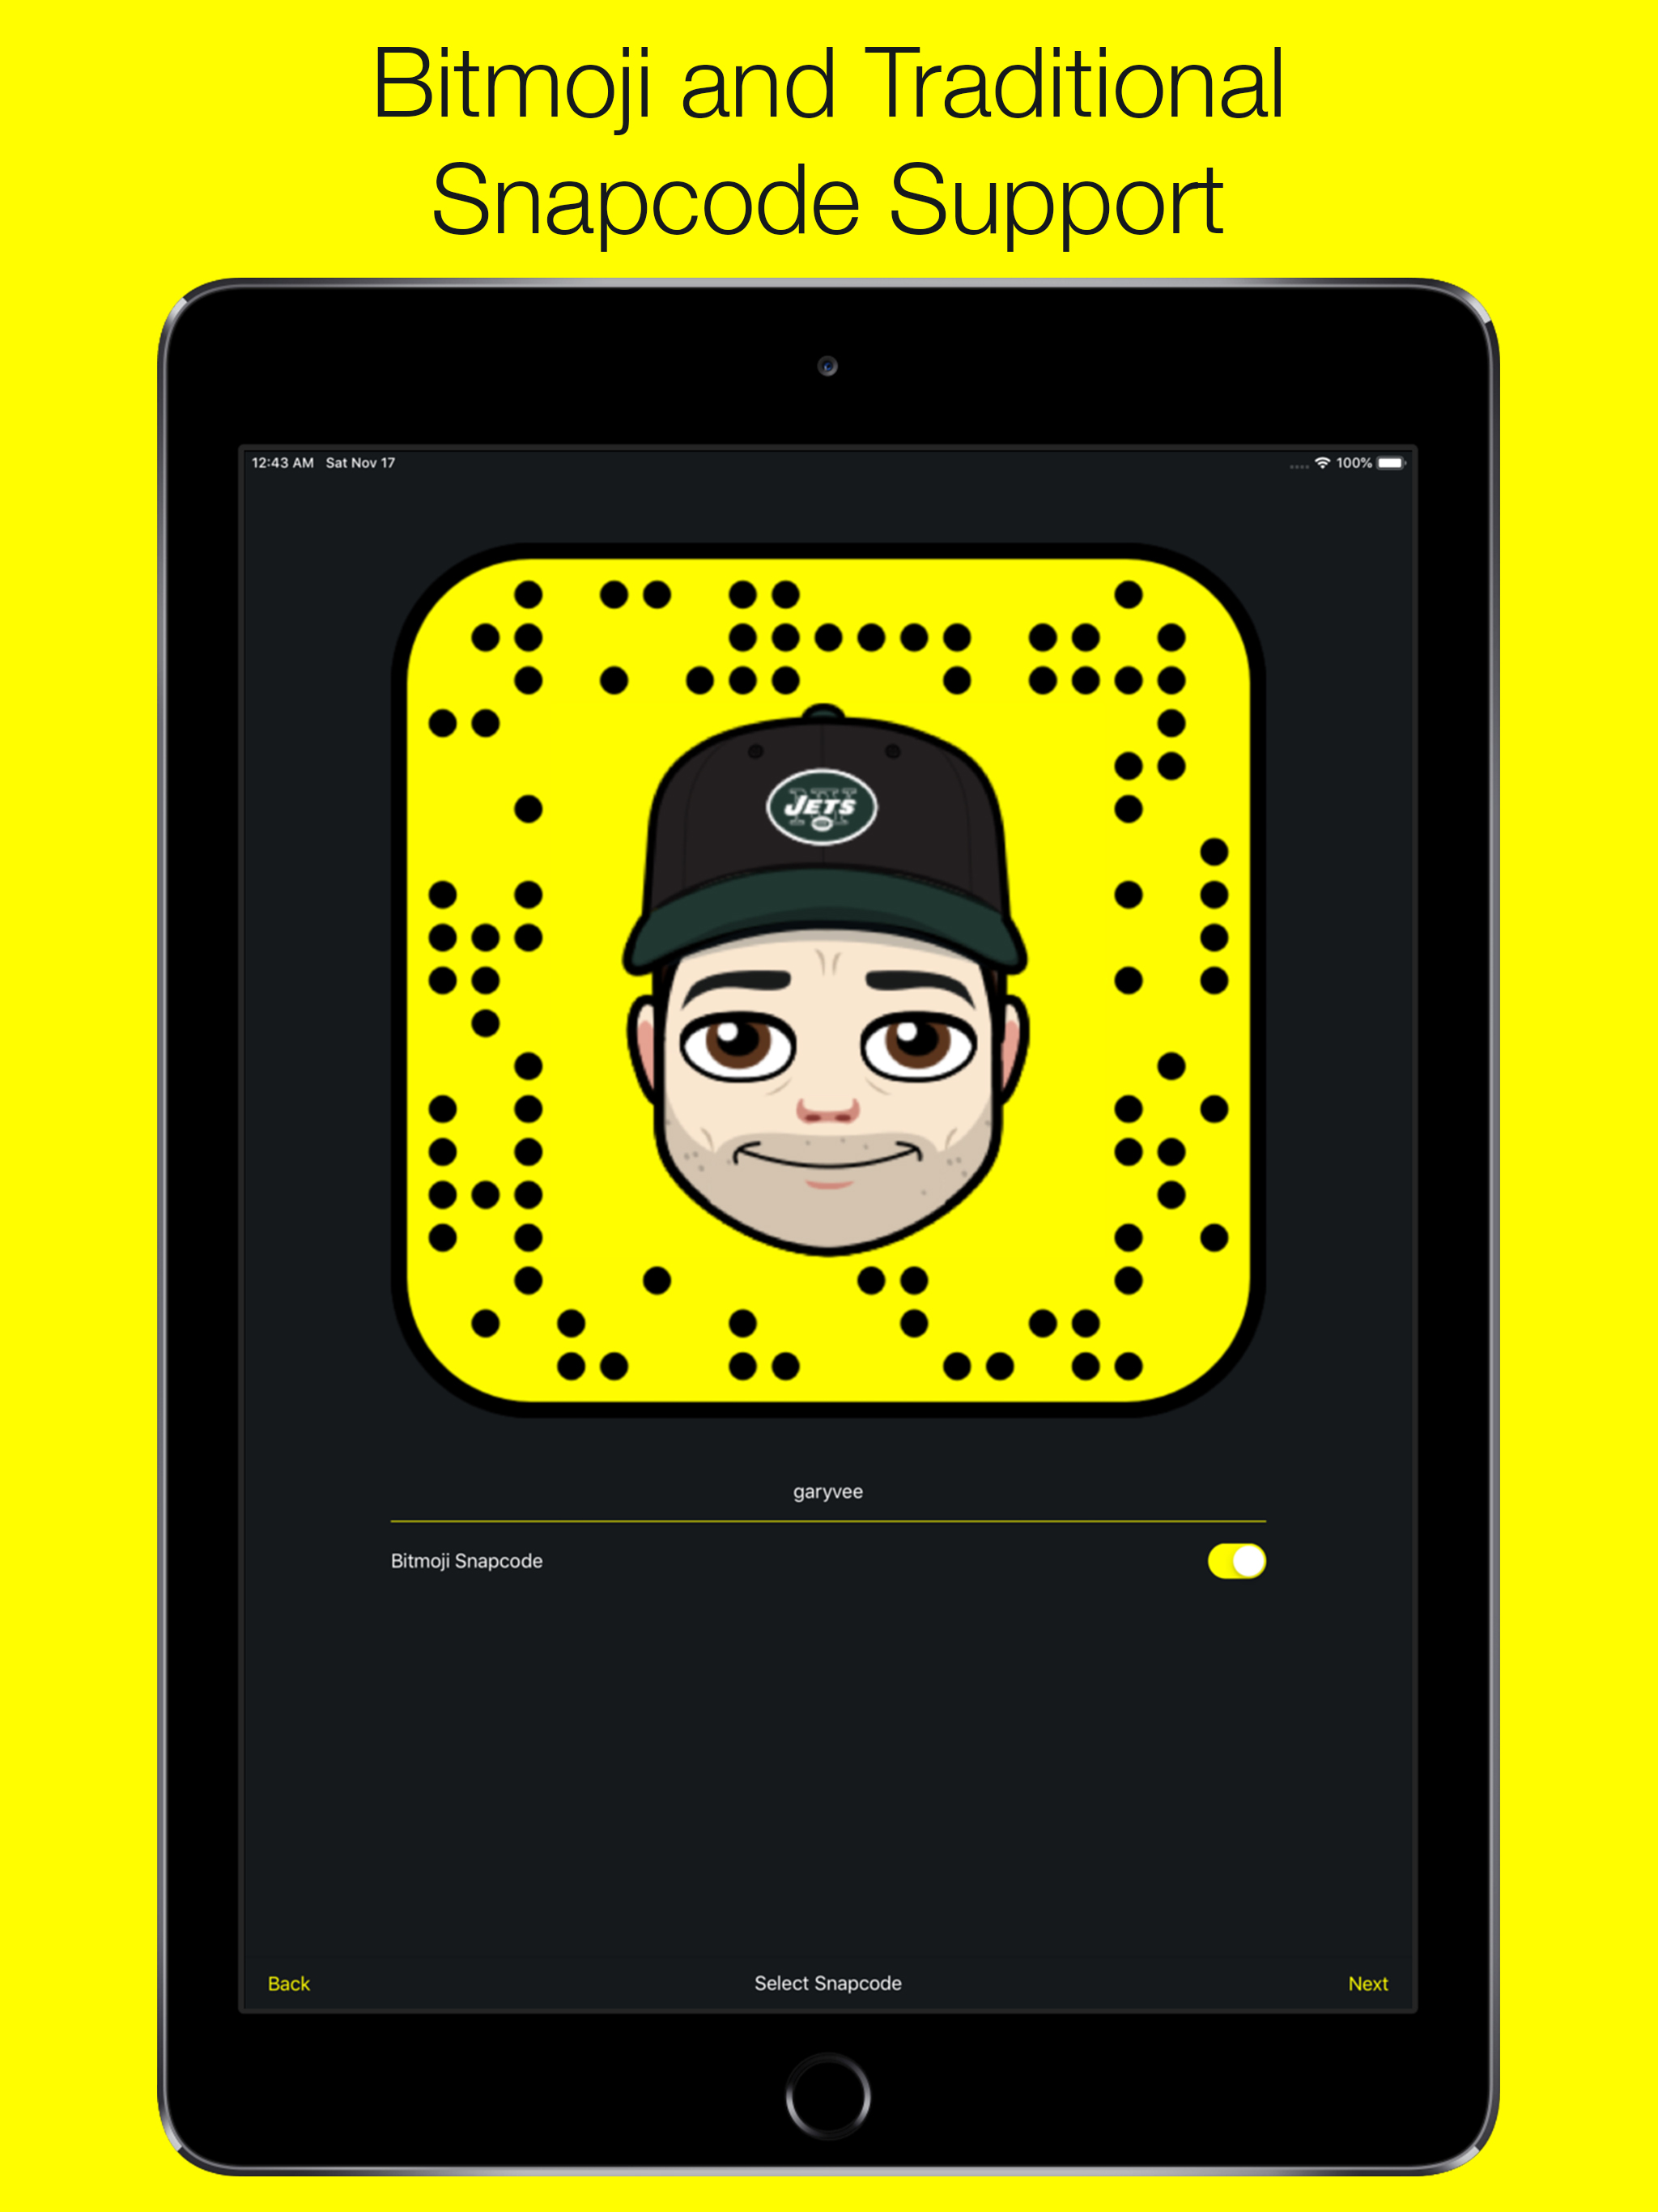 Bitmoji and Traditional
Snapcode Support
12:43 AM Sat Nov 17
100%
NY
JETS
garyvee
Bitmoji Snapcode
Back
Select Snapcode
Next